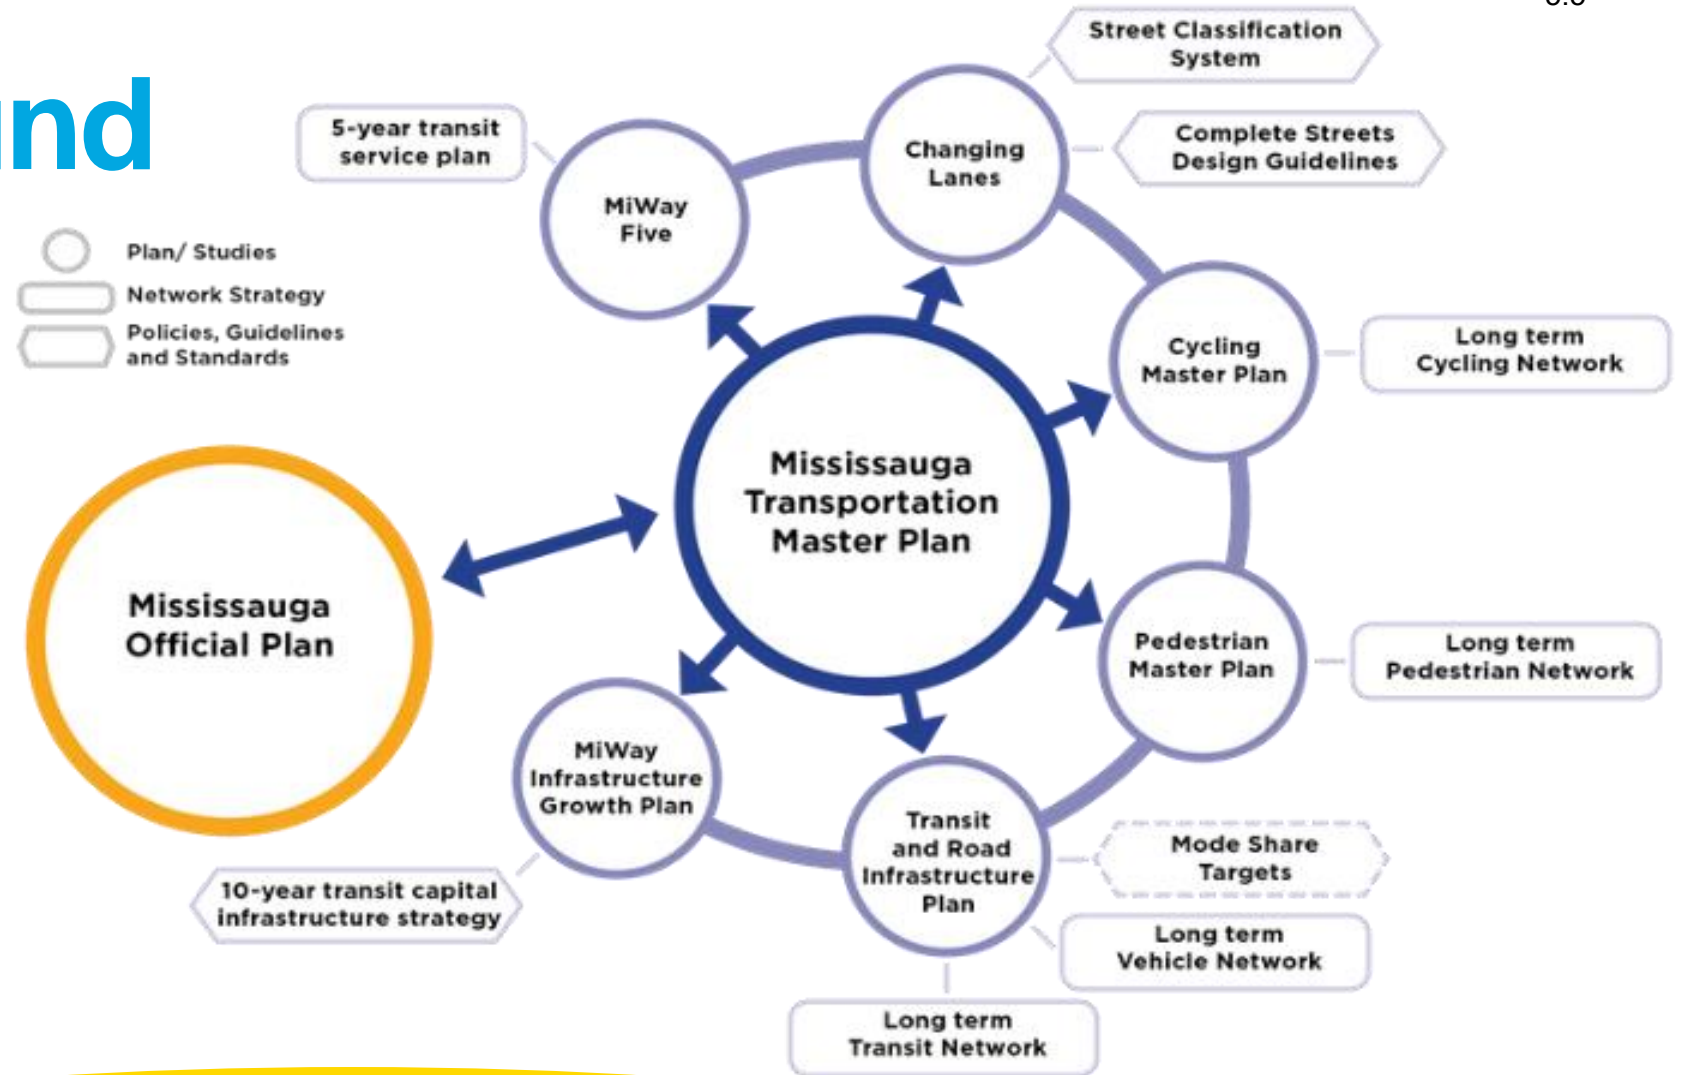 Street Classification
System
5-year transit
service plan
Changing
Lanes
Complete Streets
Design Guidelines
MiWay
Five
Plan/ Studies
Network Strategy
Policies, Guidelines
and Standards
Cycling
Master Plan
Long term
Cycling Network
Mississauga
Transportation
Master Plan
Mississauga
Official Plan
Pedestrian
Master Plan
Long term
Pedestrian Network
MiWay
Infrastructure
Growth Plan
Transit
and Road
Infrastructure
Plan
Mode Share
Targets
10-year transit capital
infrastructure strategy
Long term
Vehicle Network
Long term
Transit Network